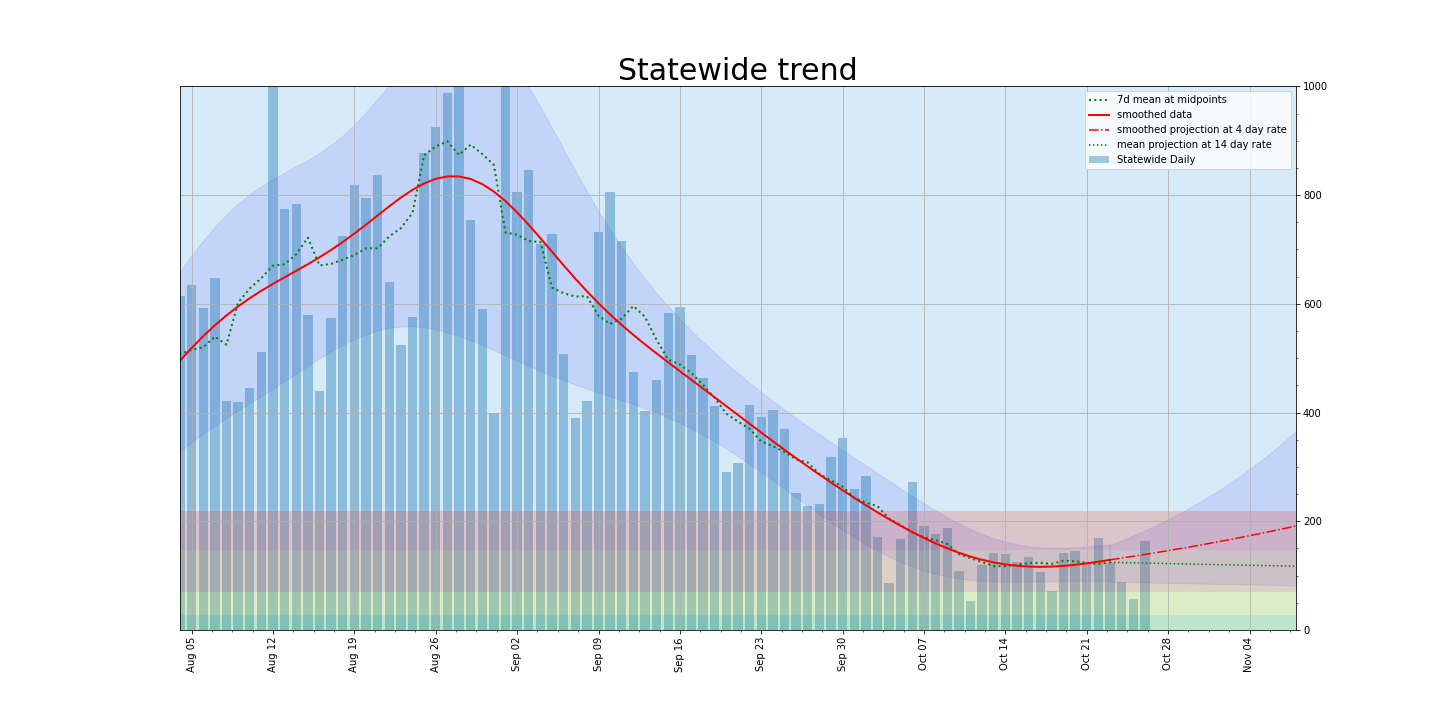 Statewide trend
7d mean at midpoints
smoothed data
smoothed projection at 4 day rate
mean projection at 14 day rate
Statewide Daily
1000
800
600
400
200
0
Aug 05
Aug 12
Aug 19
Aug 26
Sep 02
Sep 09
Sep 16
Sep 23
Sep 30
Oct 07
Oct 14
Oct 21
Oct 28
Nov 04